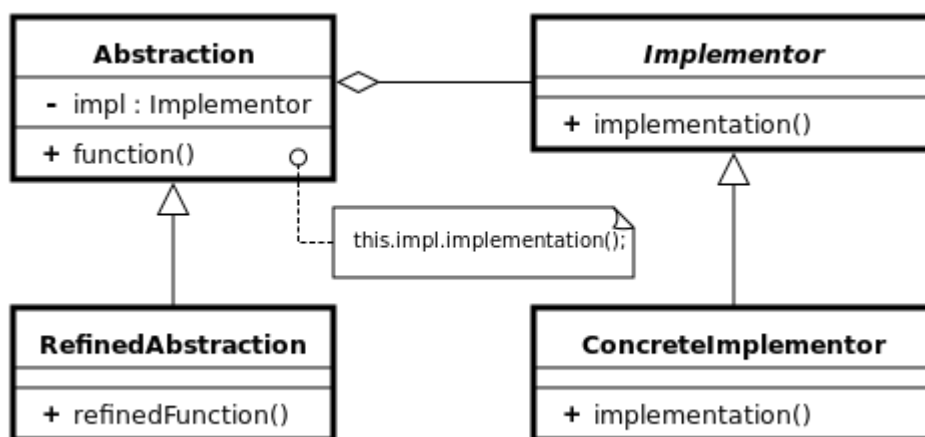 Abstraction
- impl : Implementor
+ function()
Implementor
+ implementation()
this.impl.implementation();
RefinedAbstraction
+ refinedFunction()
ConcreteImplementor
+ implementation()